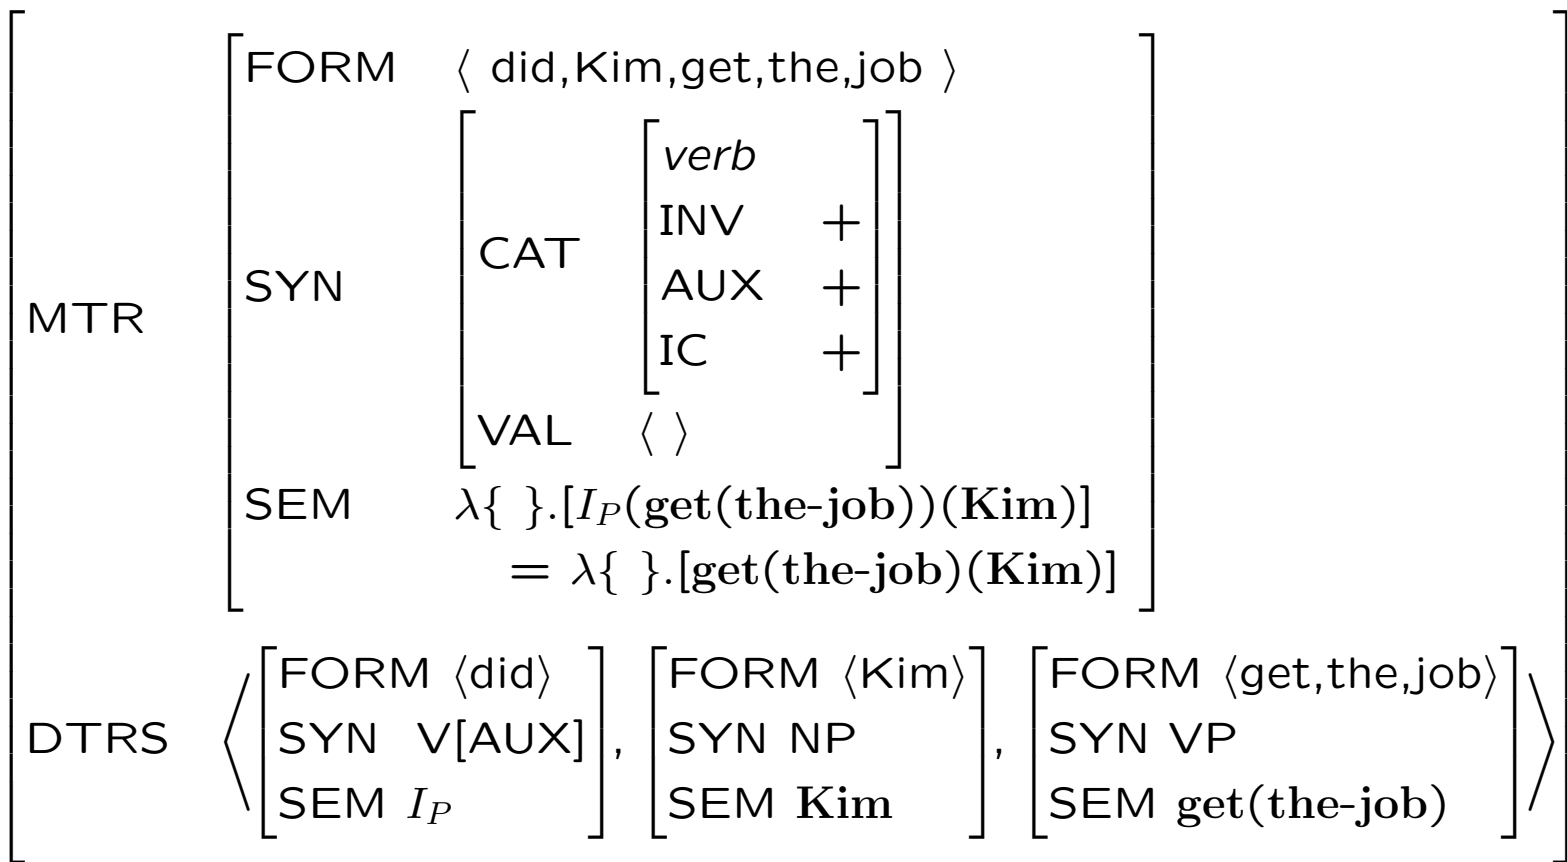 FORM ⟨ did,Kim,get,the,job ⟩
verb
INV +
CAT
AUX +
SYN
MTR
IC +
VAL ⟨ ⟩
SEM λ{ }.[I_P(get(the-job))(Kim)]
= λ{ }.[get(the-job)(Kim)]
FORM ⟨did⟩ FORM ⟨Kim⟩ FORM ⟨get,the,job⟩
DTRS ⟨ SYN V[AUX] , SYN NP , SYN VP ⟩
SEM I_P SEM Kim SEM get(the-job)